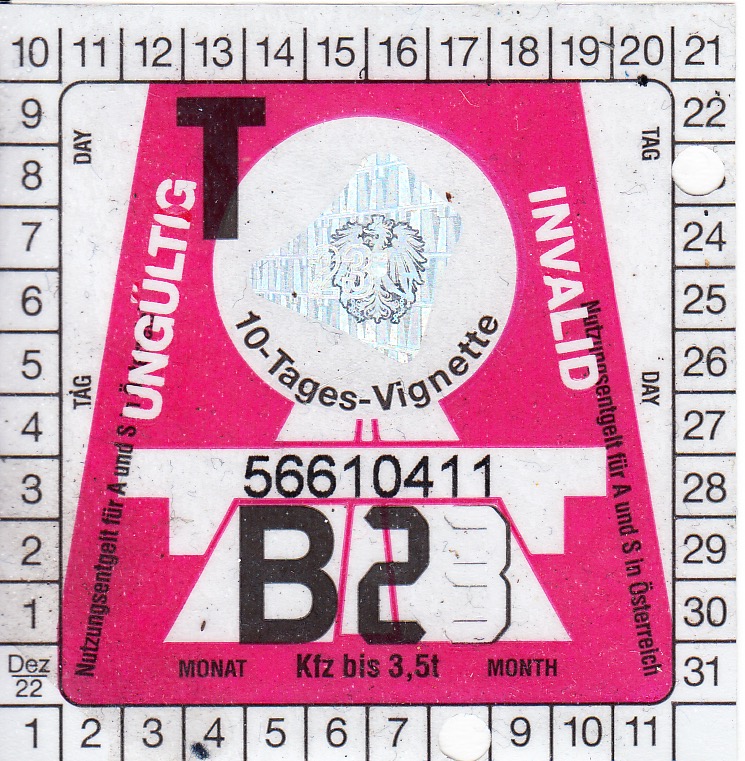 10 11 12 13 14 15 16 17 18 19 20 21
9 22
DAY TAG
T
8
UNGÜLTIG
INVALID
7 24
6 25
10-Tages-Vignette
5 26
TAG DAY
4 27
56610411
3 28
B2
2 29
Nutzungsentgelt für A und S
Nutzungsentgelt für A und S in Österreich
1 30
MONAT Kfz bis 3,5t MONTH
Dez
22
31
1 2 3 4 5 6 7 9 10 11